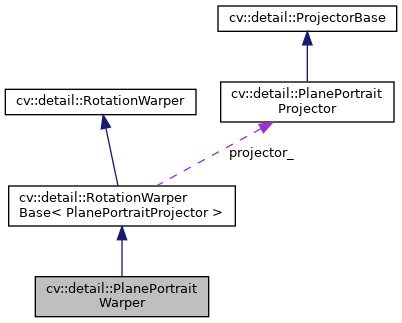 cv::detail::ProjectorBase
cv::detail::RotationWarper
cv::detail::PlanePortrait
Projector
projector_
cv::detail::RotationWarper
Base< PlanePortraitProjector >
cv::detail::PlanePortrait
Warper